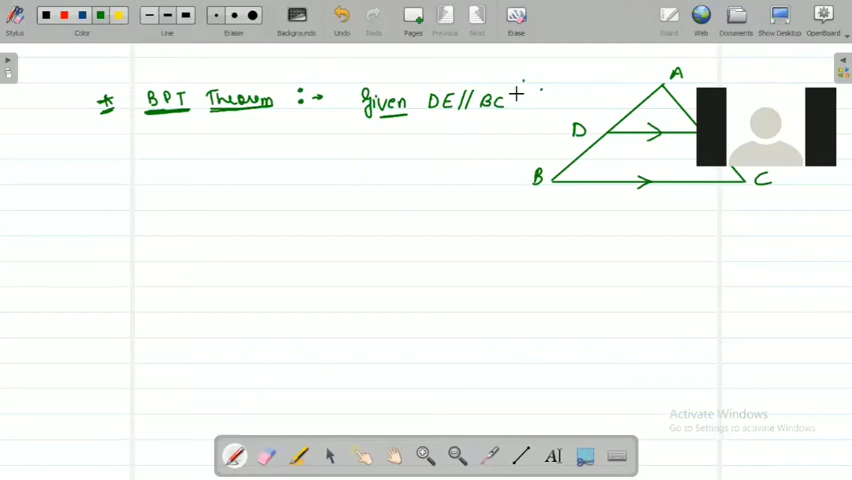 Stylus Color Line Eraser Backgrounds Undo Redo Pages Previous Next Erase Board Web Documents Show Desktop OpenBoard
* BPT Theorem :→ Given DE//BC
A
D
B C
Activate Windows
Go to Settings to activate Windows.
AI